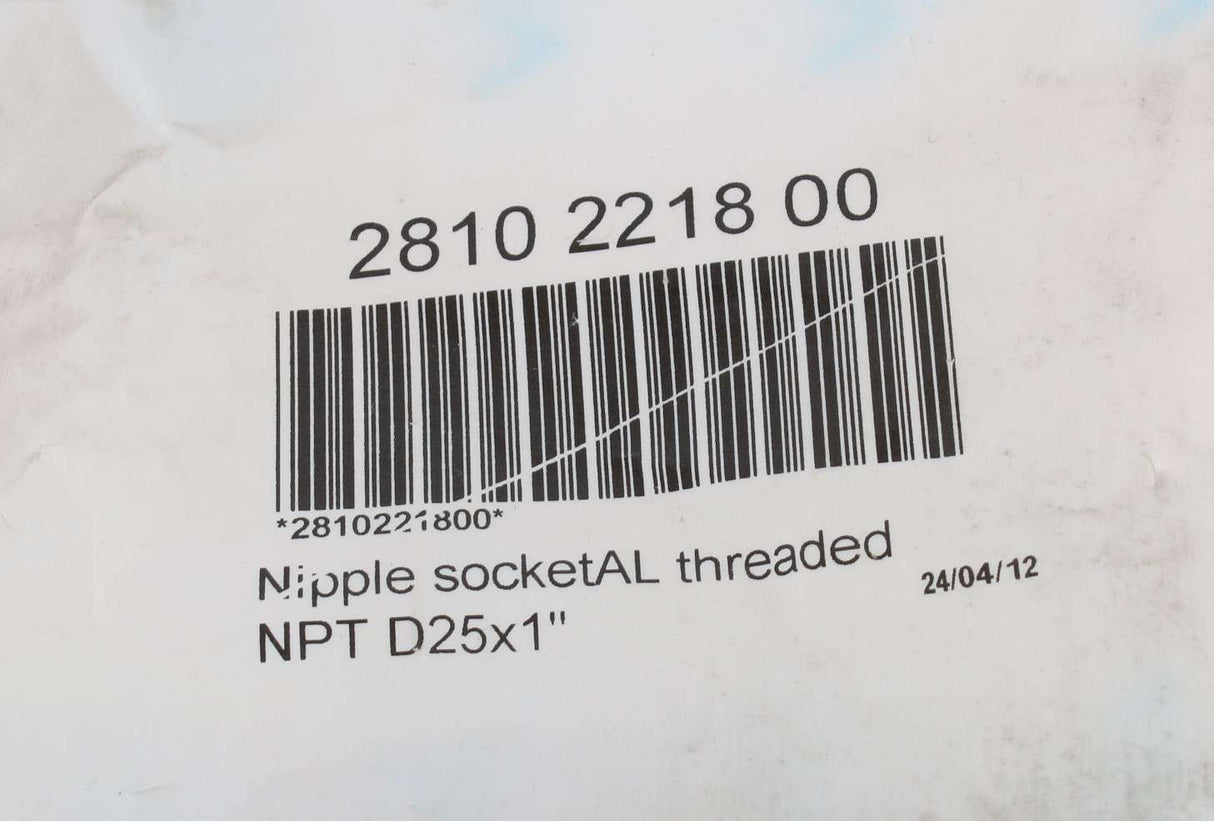 2810 2218 00
*2810221800*
Nipple socketAL threaded
24/04/12
NPT D25x1"